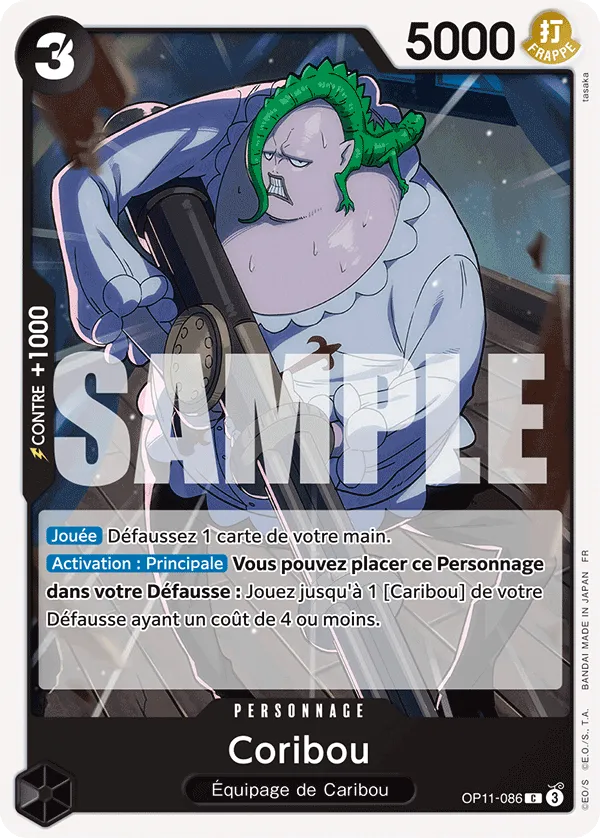 3
5000
打
FRAPPE
tasaka
CONTRE +1000
SAMPLE
Jouée Défaussez 1 carte de votre main.
Activation : Principale Vous pouvez placer ce Personnage
dans votre Défausse : Jouez jusqu'à 1 [Caribou] de votre
Défausse ayant un coût de 4 ou moins.
PERSONNAGE
Coribou
Équipage de Caribou
OP11-086 C 3
©EO/S ©E.O./S., T.A. BANDAI MADE IN JAPAN FR